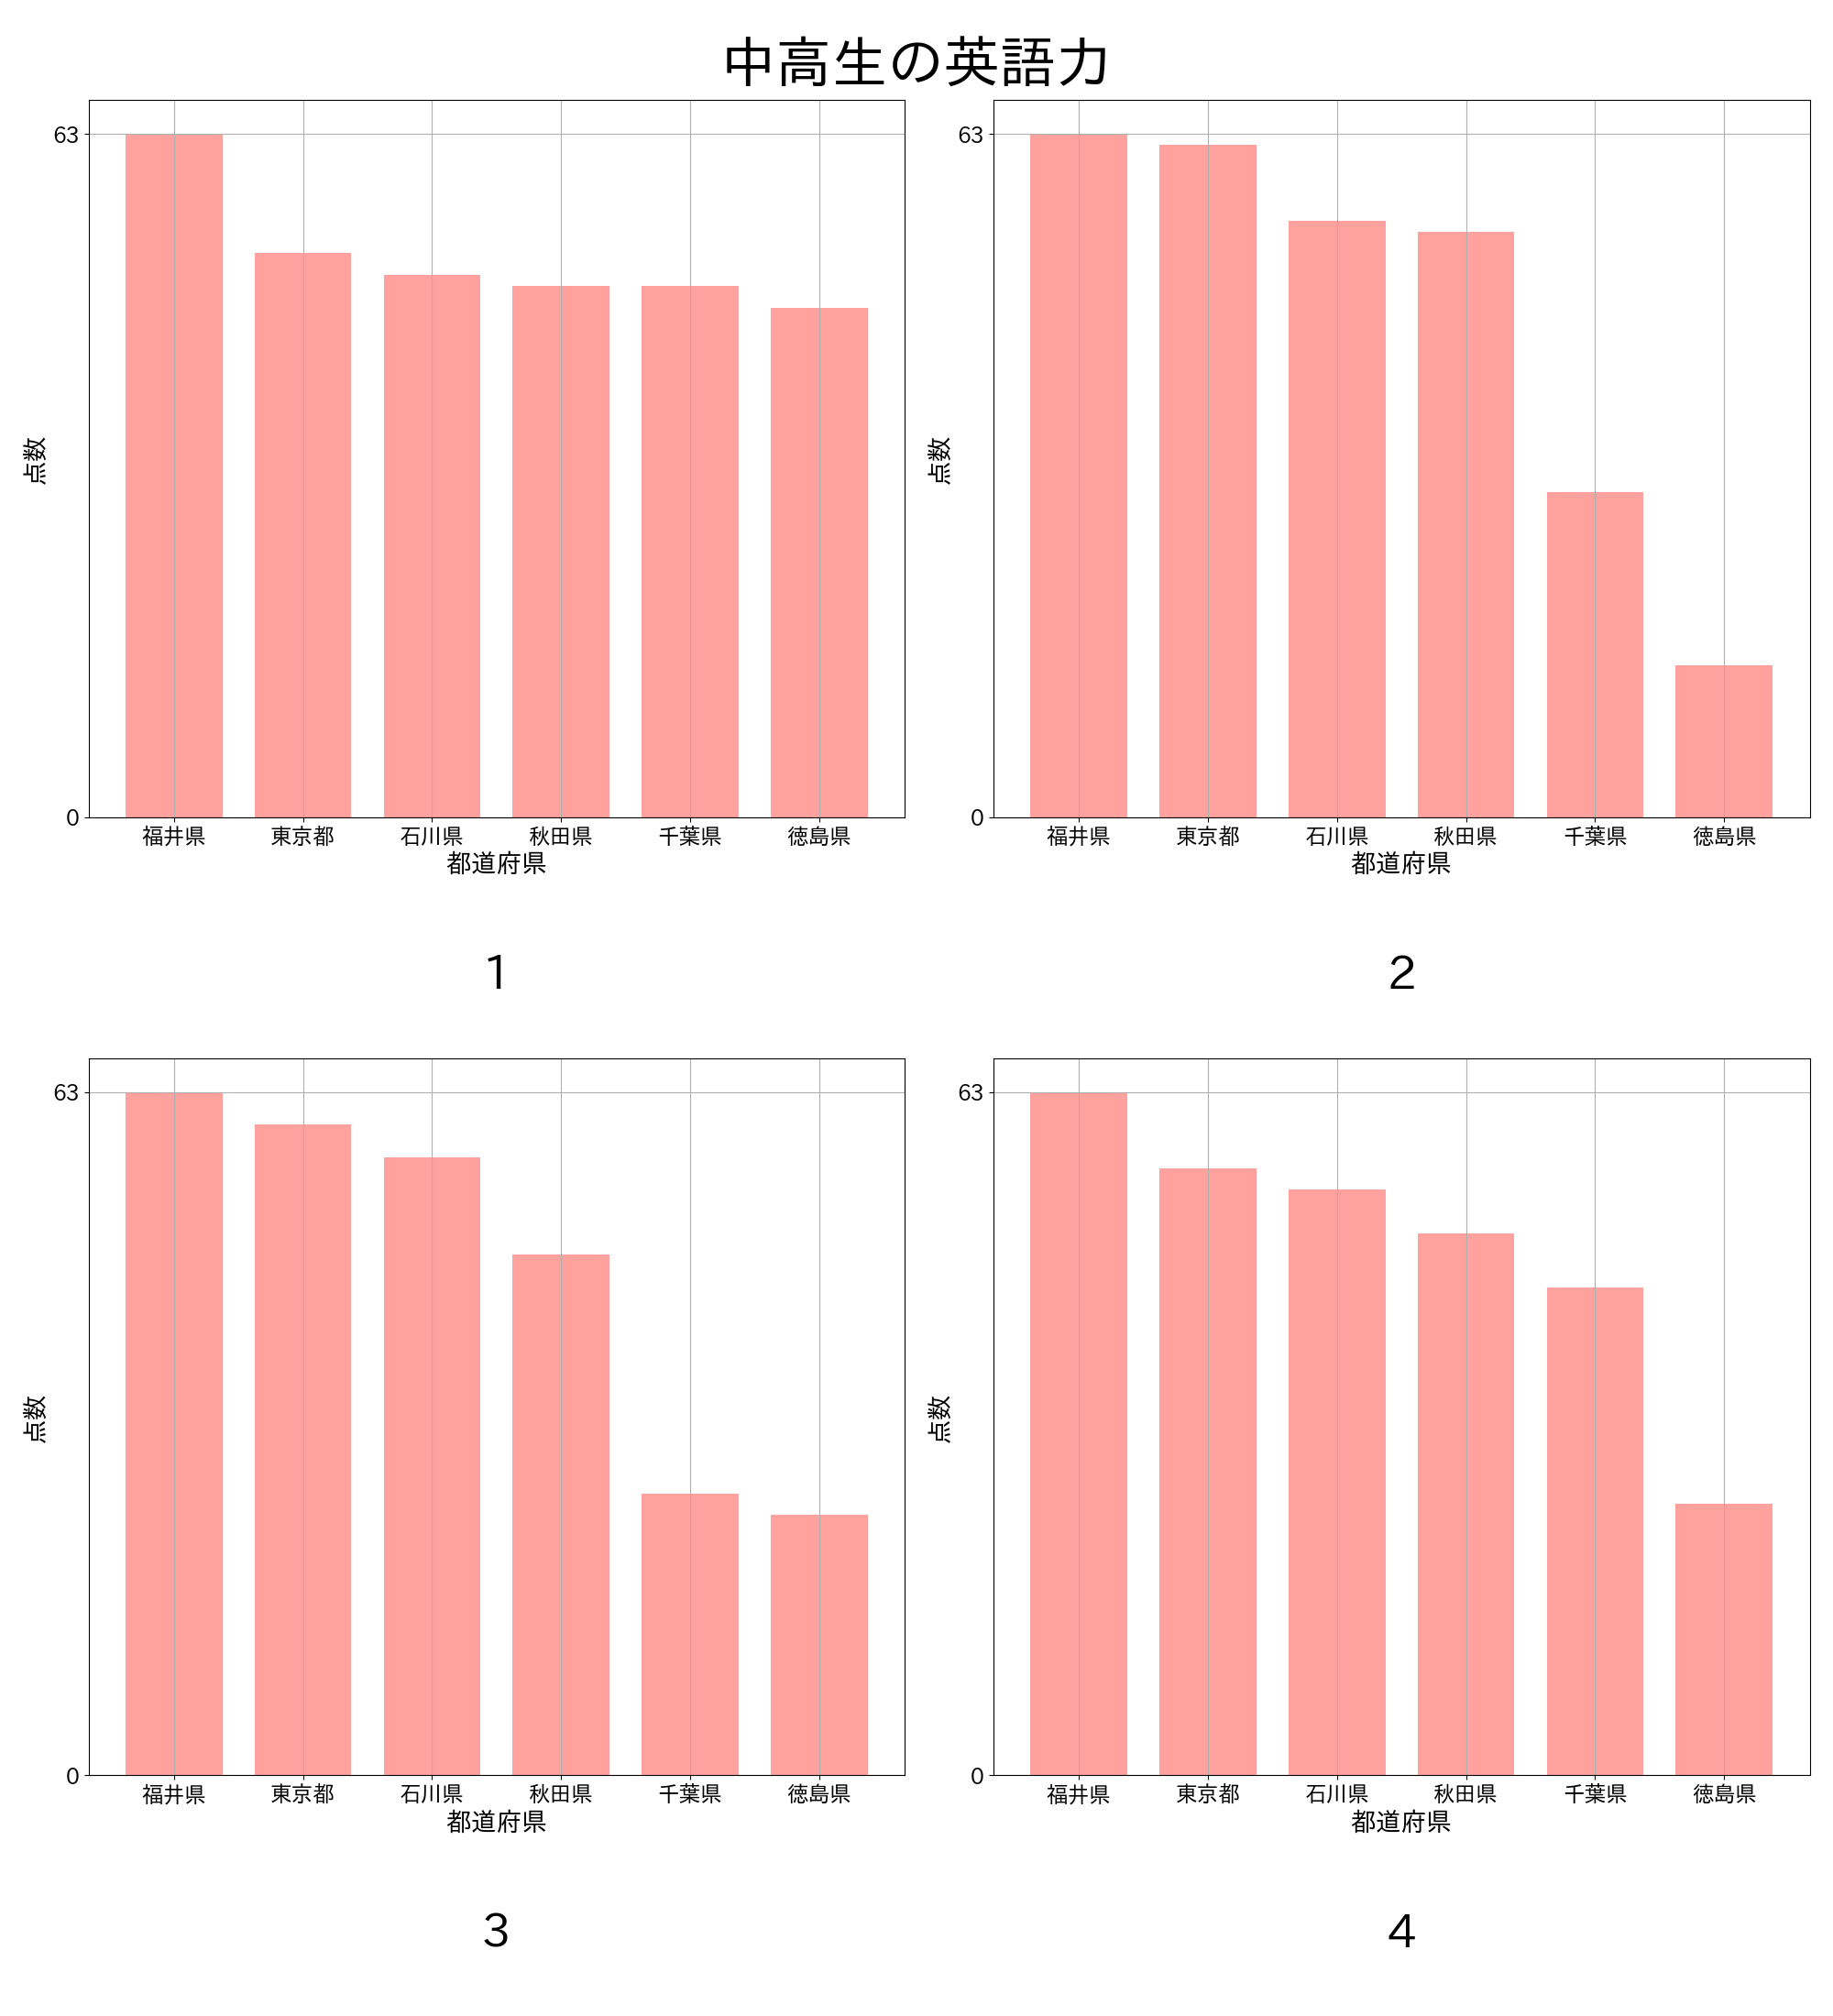 中高生の英語力
63
点数
0
福井県 東京都 石川県 秋田県 千葉県 徳島県
都道府県
1
63
点数
0
福井県 東京都 石川県 秋田県 千葉県 徳島県
都道府県
2
63
点数
0
福井県 東京都 石川県 秋田県 千葉県 徳島県
都道府県
3
63
点数
0
福井県 東京都 石川県 秋田県 千葉県 徳島県
都道府県
4